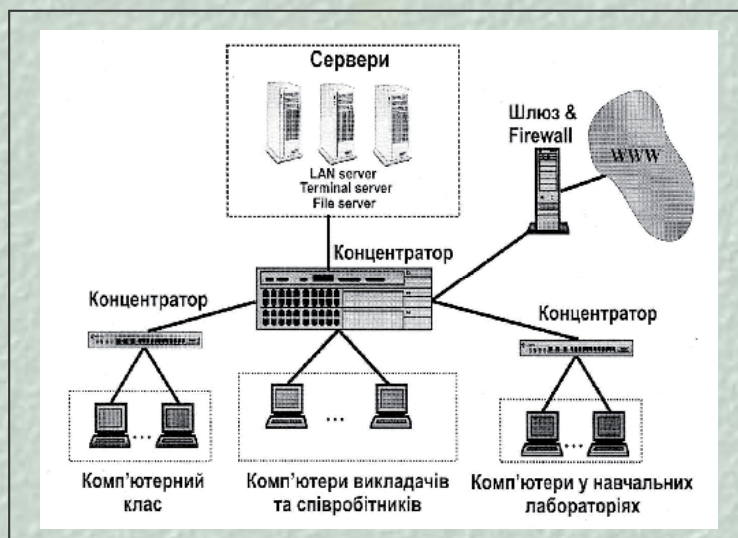 Сервери
LAN server
Terminal server
File server
Шлюз &
Firewall
WWW
Концентратор
Концентратор
Концентратор
Комп’ютерний
клас
Комп’ютери викладачів
та співробітників
Комп’ютери у навчальних
лабораторіях